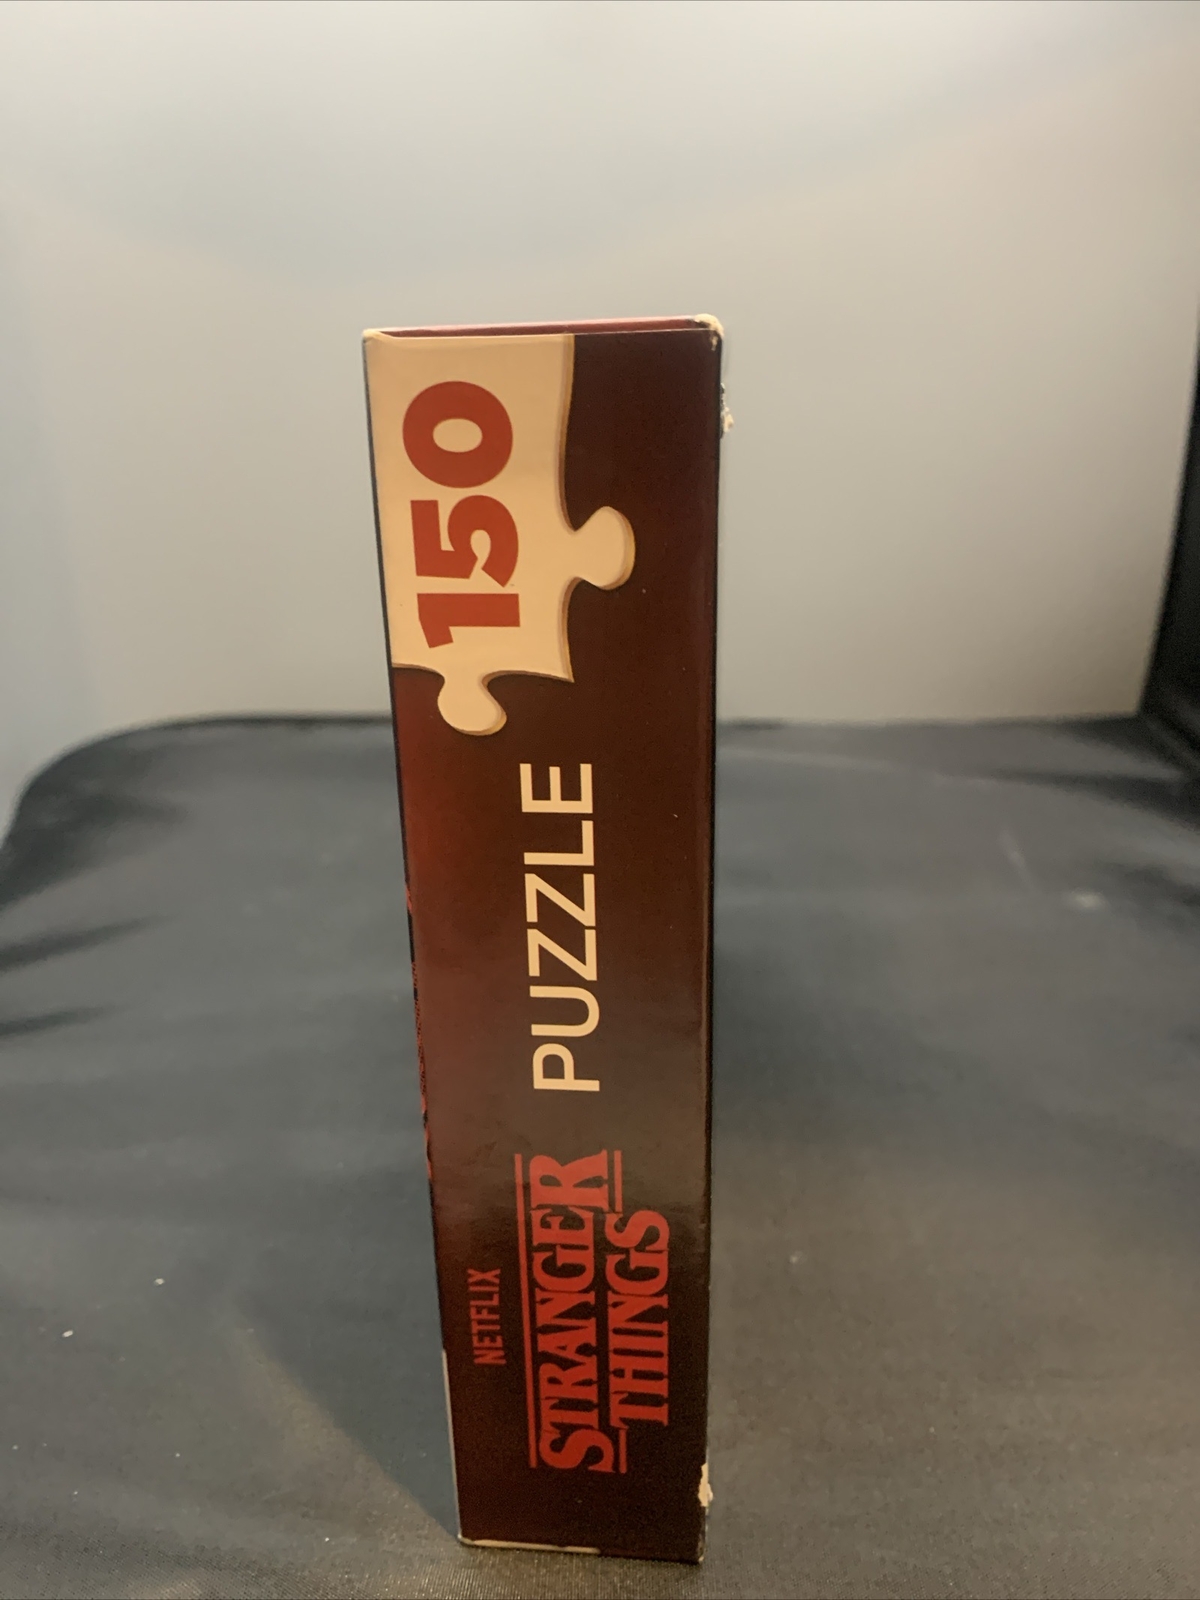 NETFLIX
STRANGER
THINGS
PUZZLE
150